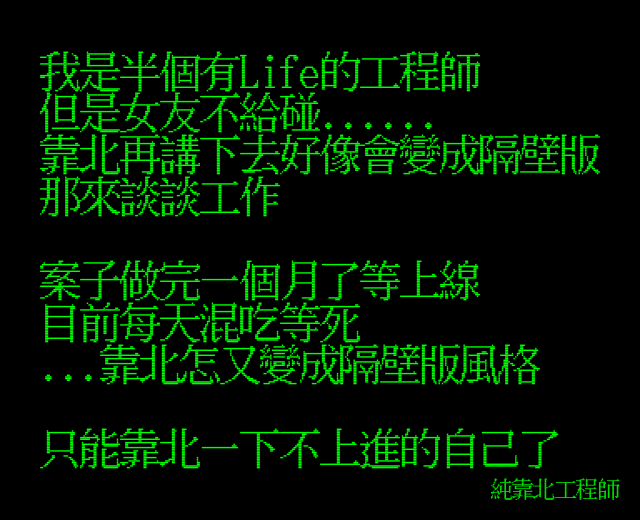 我是半個有Life的工程師
但是女友不給碰......
靠北再講下去好像會變成隔壁版
那來談談工作
案子做完一個月了等上線
目前每天混吃等死
...靠北怎又變成隔壁版風格
只能靠北一下不上進的自己了
純靠北工程師